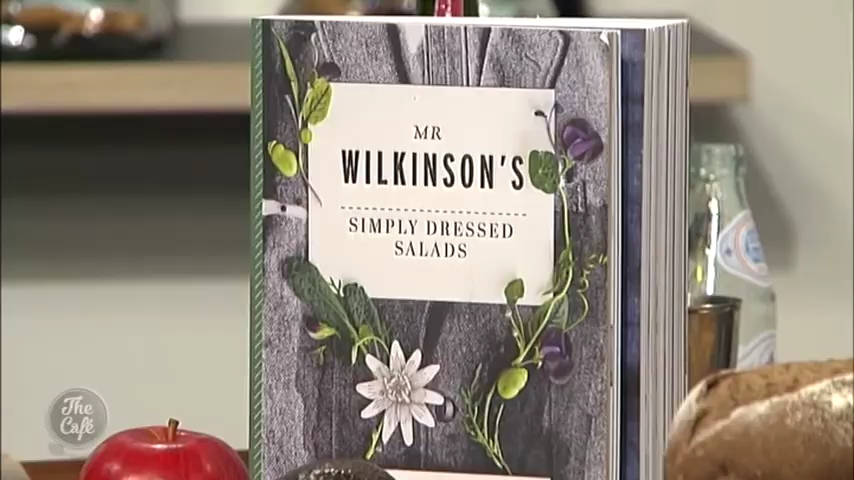 MR
WILKINSON'S
SIMPLY DRESSED
SALADS
The
Café